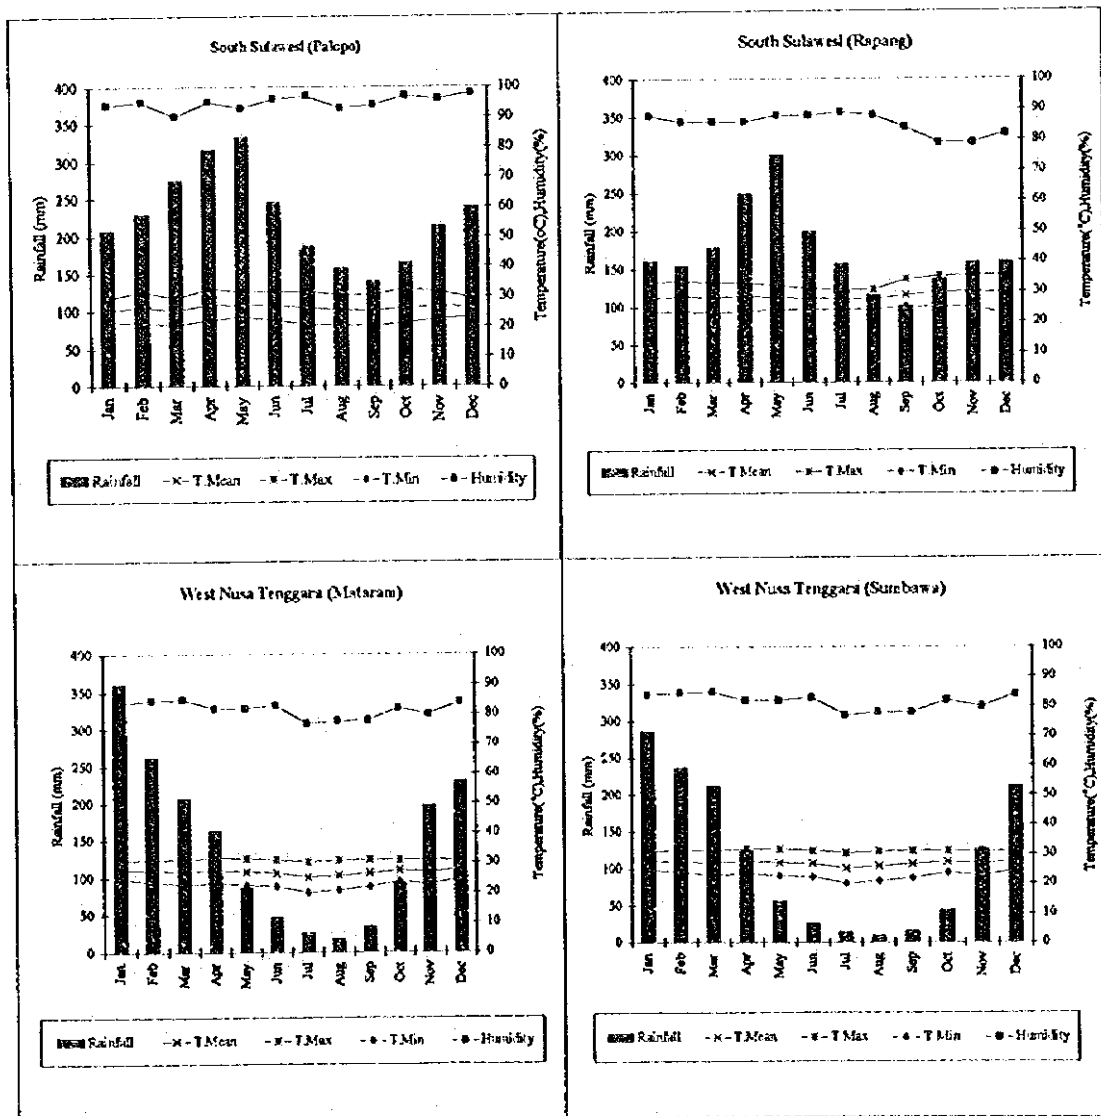 South Sulawesi (Palopo)
400
350
300
250
200
150
100
50
0
Rainfall (mm)
100
90
80
70
60
50
40
30
20
10
0
Temperature(oC),Humidity(%)
Jan
Feb
Mar
Apr
May
Jun
Jul
Aug
Sep
Oct
Nov
Dec
Rainfall T.Mean T.Max T.Min Humidity
South Sulawesi (Rapang)
400
350
300
250
200
150
100
50
0
Rainfall (mm)
100
90
80
70
60
50
40
30
20
10
0
Temperature(°C),Humidity(%)
Jan
Feb
Mar
Apr
May
Jun
Jul
Aug
Sep
Oct
Nov
Dec
Rainfall T.Mean T.Max T.Min Humidity
West Nusa Tenggara (Mataram)
400
350
300
250
200
150
100
50
0
Rainfall (mm)
100
90
80
70
60
50
40
30
20
10
0
Temperature(°C),Humidity(%)
Jan
Feb
Mar
Apr
May
Jun
Jul
Aug
Sep
Oct
Nov
Dec
Rainfall T.Mean T.Max T.Min Humidity
West Nusa Tenggara (Sumbawa)
400
350
300
250
200
150
100
50
0
Rainfall (mm)
100
90
80
70
60
50
40
30
20
10
0
Temperature(°C),Humidity(%)
Jan
Feb
Mar
Apr
May
Jun
Jul
Aug
Sep
Oct
Nov
Dec
Rainfall T.Mean T.Max T.Min Humidity